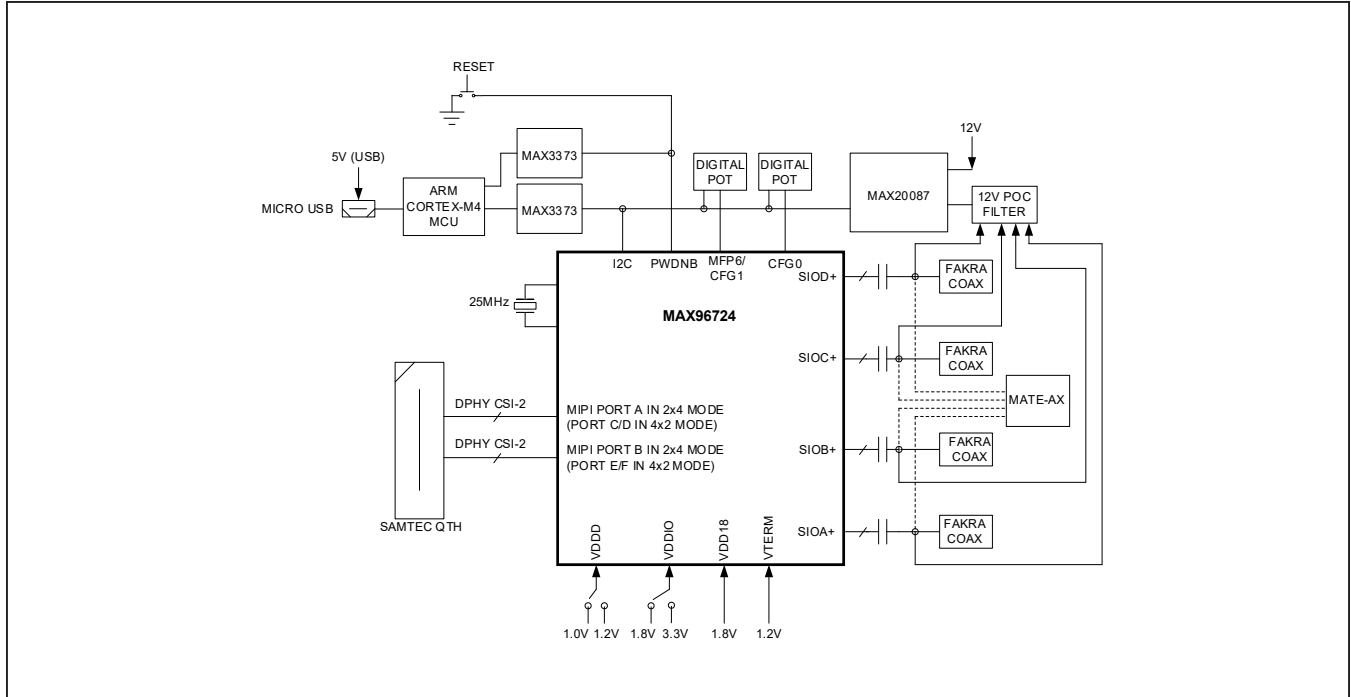 RESET
12V
5V (USB)
MAX3373
DIGITAL
POT
DIGITAL
POT
MAX20087
12V POC
FILTER
MICRO USB
ARM
CORTEX-M4
MCU
MAX3373
I2C
PWDNB
MFP6/
CFG1
CFG0
SIOD+
FAKRA
COAX
25MHz
MAX96724
SIOC+
FAKRA
COAX
MATE-AX
DPHY CSI-2
MIPI PORT A IN 2x4 MODE
(PORT C/D IN 4x2 MODE)
DPHY CSI-2
MIPI PORT B IN 2x4 MODE
(PORT E/F IN 4x2 MODE)
SIOB+
FAKRA
COAX
SAMTEC QTH
SIOA+
FAKRA
COAX
VDDD
VDDIO
VDD18
VTERM
1.0V
1.2V
1.8V
3.3V
1.8V
1.2V